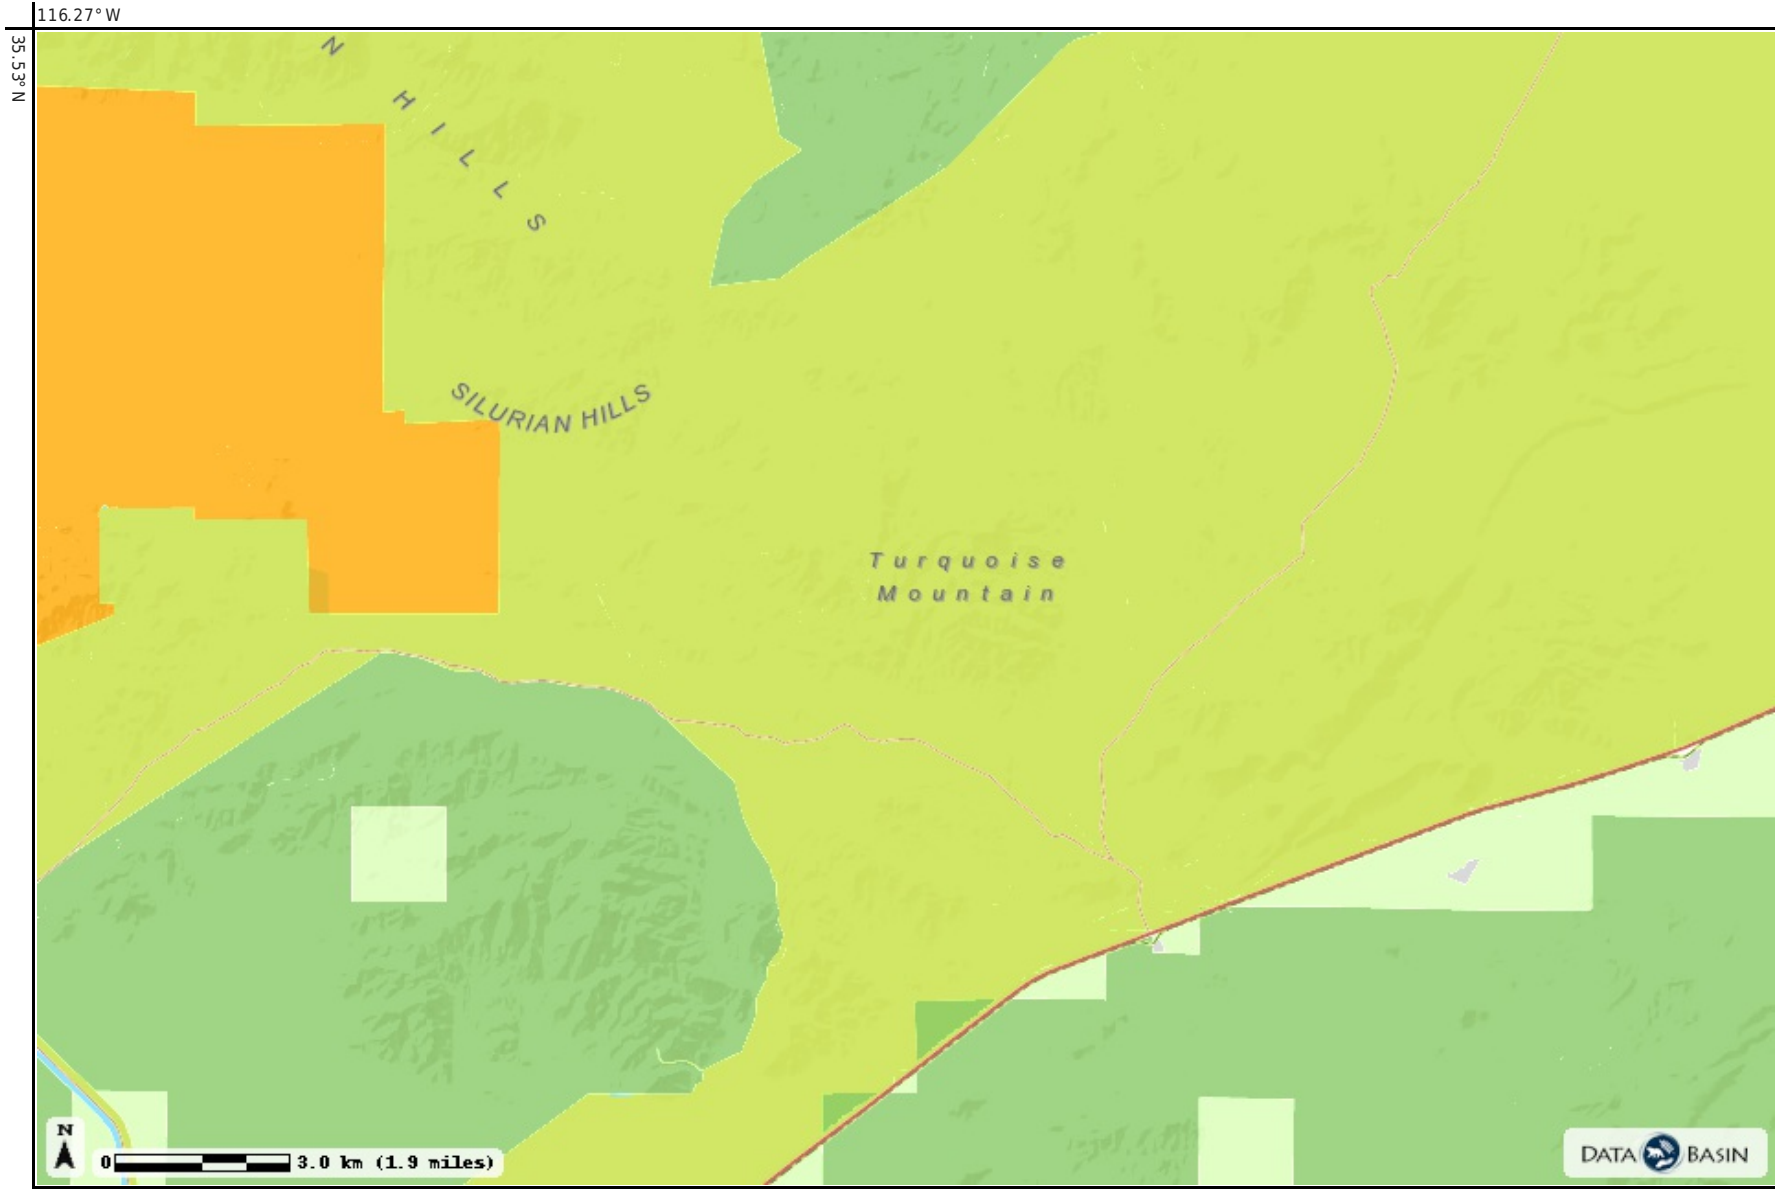 116.27° W
35.53° N
N HILLS
SILURIAN HILLS
Turquoise
Mountain
N
0 3.0 km (1.9 miles)
DATA BASIN